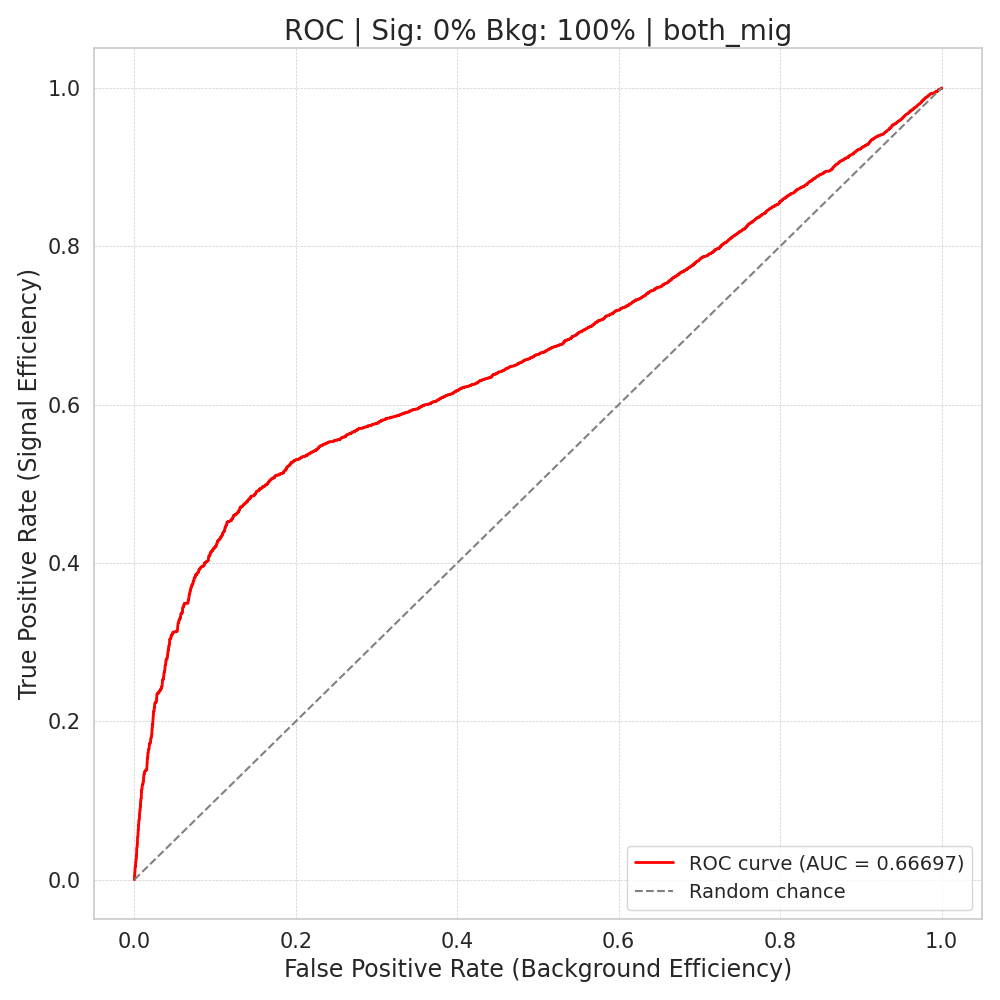 ROC | Sig: 0% Bkg: 100% | both_mig
True Positive Rate (Signal Efficiency)
1.0
0.8
0.6
0.4
0.2
0.0
ROC curve (AUC = 0.66697)
Random chance
0.0 0.2 0.4 0.6 0.8 1.0
False Positive Rate (Background Efficiency)